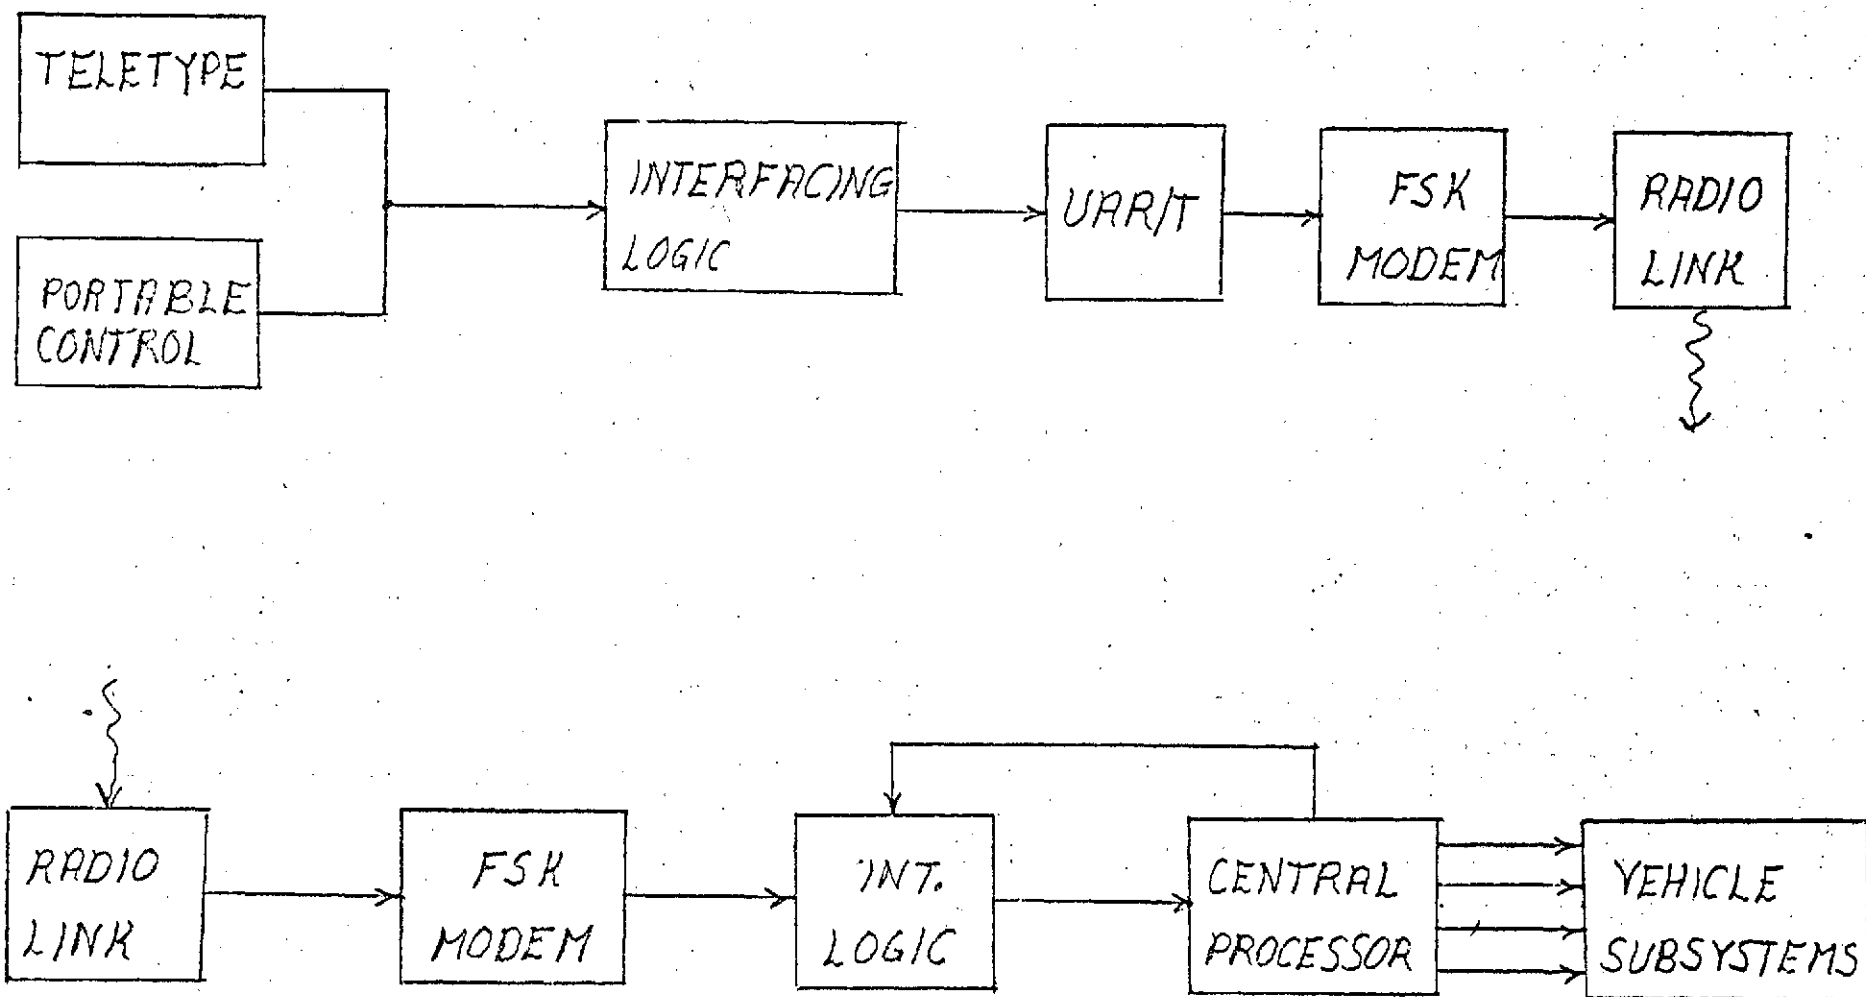 TELETYPE
PORTABLE
CONTROL
INTERFACING
LOGIC
UAR/T
FSK
MODEM
RADIO
LINK
RADIO
LINK
FSK
MODEM
INT.
LOGIC
CENTRAL
PROCESSOR
VEHICLE
SUBSYSTEMS